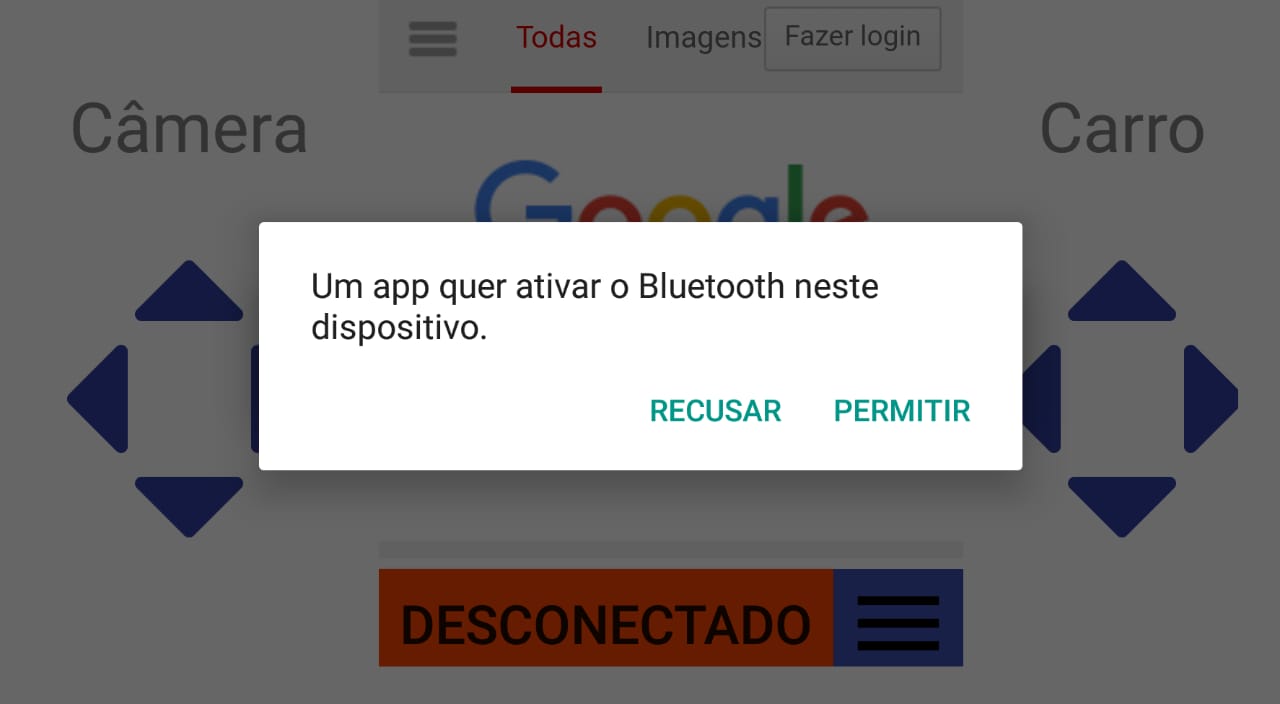 Todas Imagens Fazer login
Câmera
Carro
Google
Um app quer ativar o Bluetooth neste
dispositivo.
RECUSAR PERMITIR
DESCONECTADO